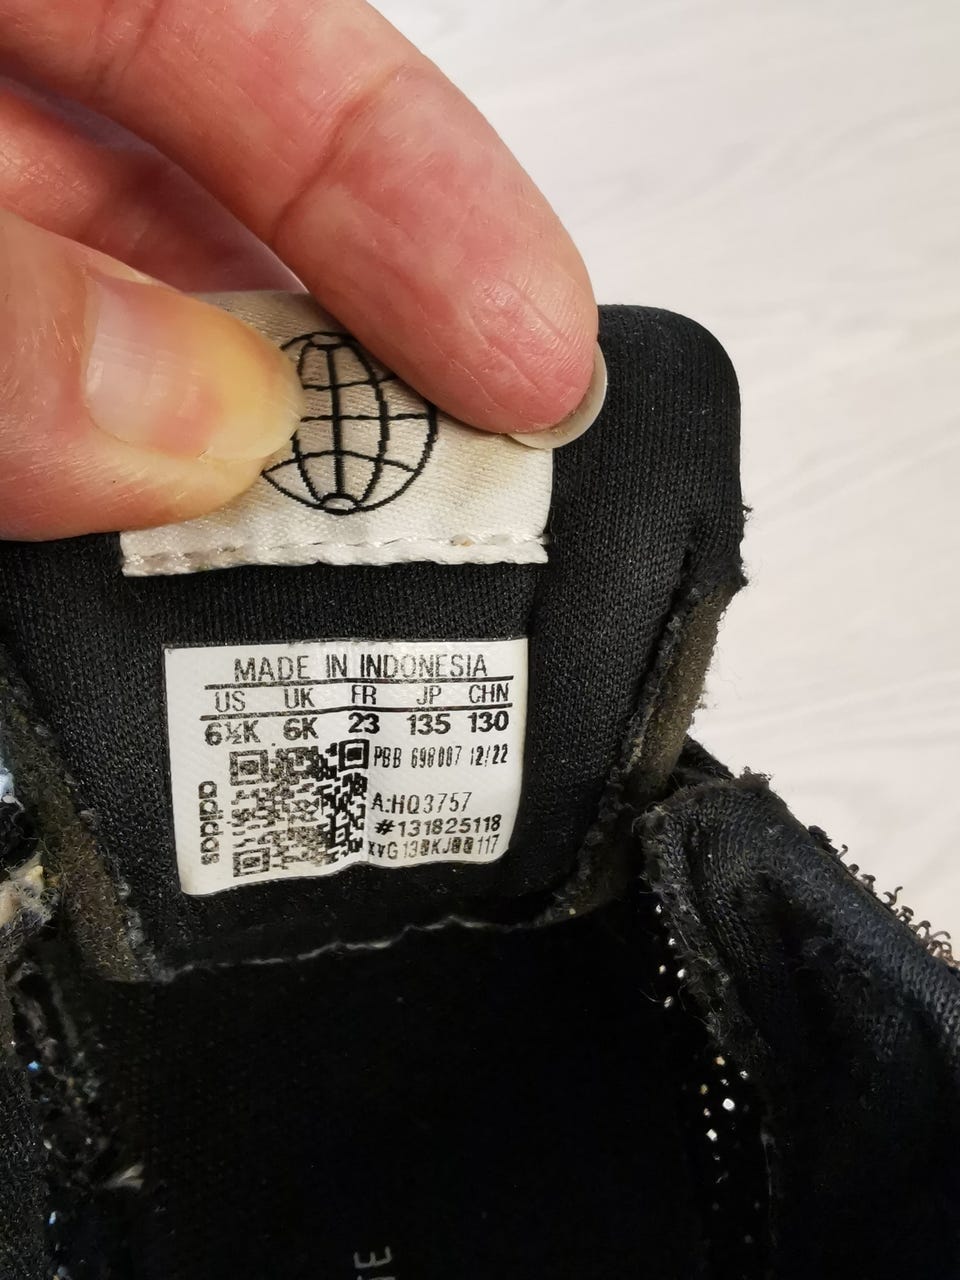 MADE IN INDONESIA
US UK FR JP CHN
6½K 6K 23 135 130
PBB 698007 12/22
A:HQ3757
#131825118
adidas